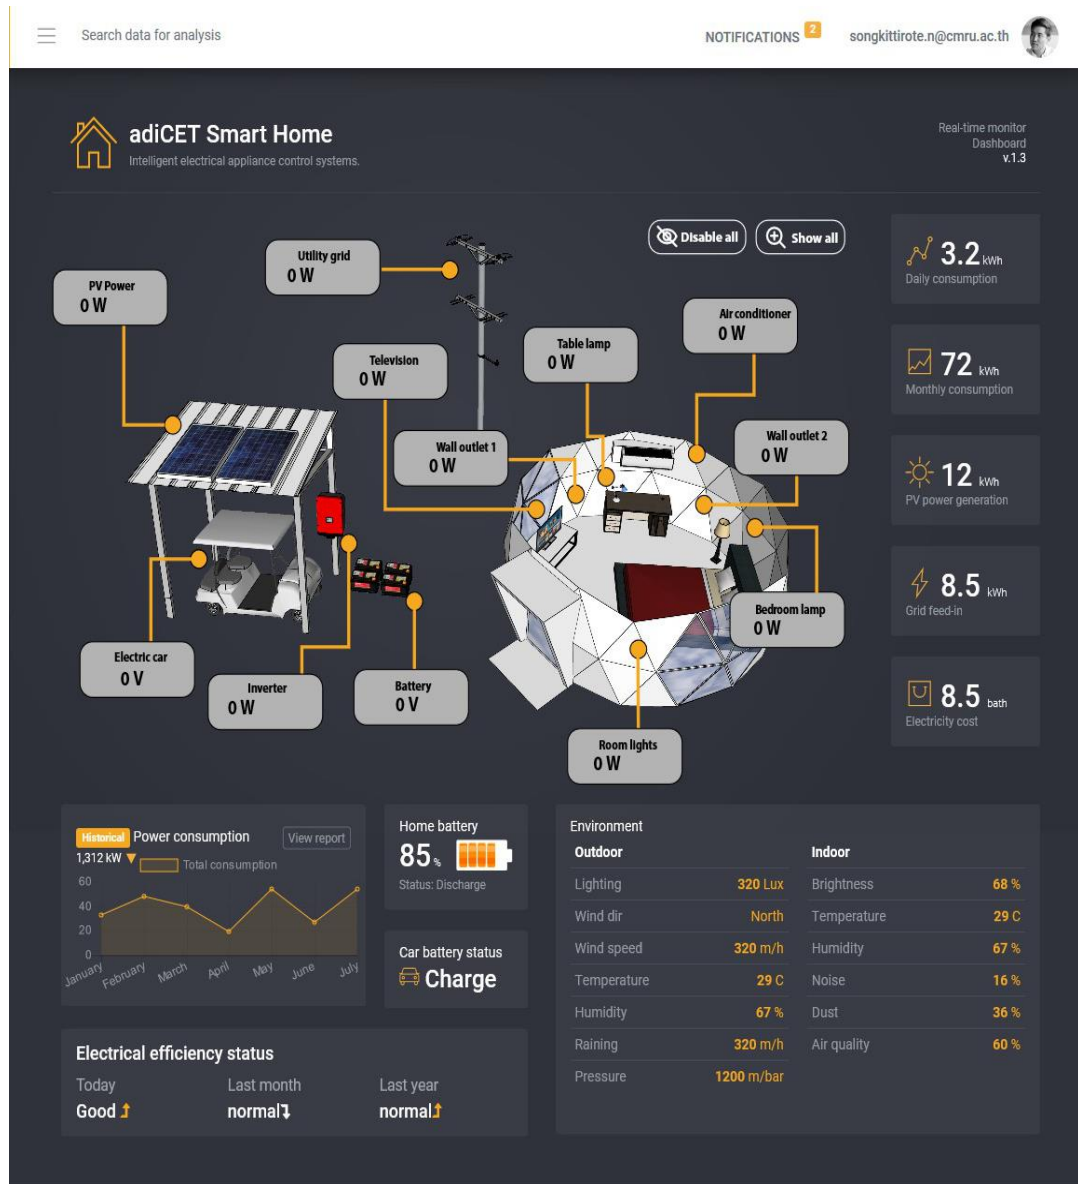 Search data for analysis
NOTIFICATIONS 2
songkittirote.n@cmru.ac.th
adiCET Smart Home
Intelligent electrical appliance control systems.
Real-time monitor
Dashboard
v.1.3
Disable all
Show all
Utility grid
0 W
PV Power
0 W
Television
0 W
Table lamp
0 W
Air conditioner
0 W
Wall outlet 1
0 W
Wall outlet 2
0 W
Bedroom lamp
0 W
Electric car
0 V
Inverter
0 W
Battery
0 V
Room lights
0 W
3.2 kWh
Daily consumption
72 kWh
Monthly consumption
12 kWh
PV power generation
8.5 kWh
Grid feed-in
8.5 bath
Electricity cost
Historical Power consumption
View report
1,312 kW
Total consumption
60
40
20
0
January
February
March
April
May
June
July
Home battery
85 %
Status: Discharge
Car battery status
Charge
Electrical efficiency status
Today
Good
Last month
normal
Last year
normal
Environment
Outdoor
Lighting 320 Lux
Wind dir North
Wind speed 320 m/h
Temperature 29 C
Humidity 67 %
Raining 320 m/h
Pressure 1200 m/bar
Indoor
Brightness 68 %
Temperature 29 C
Humidity 67 %
Noise 16 %
Dust 36 %
Air quality 60 %